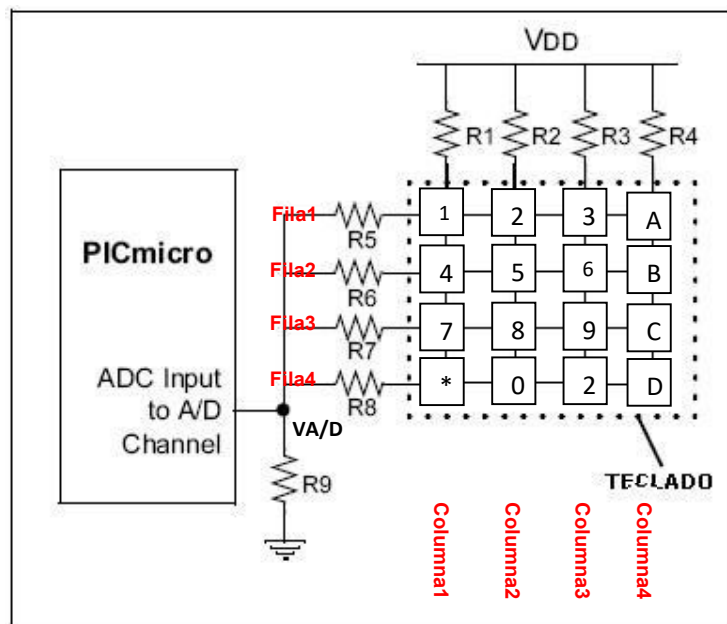 VDD
R1 R2 R3 R4
Fila1 R5 1 2 3 A
PICmicro
Fila2 R6 4 5 6 B
Fila3 R7 7 8 9 C
ADC Input
to A/D
Channel
Fila4 R8 * 0 2 D
VA/D
R9
TECLADO
Columna1
Columna2
Columna3
Columna4